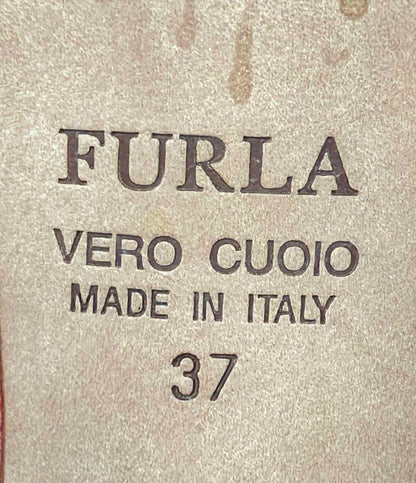 FURLA
VERO CUOIO
MADE IN ITALY
37